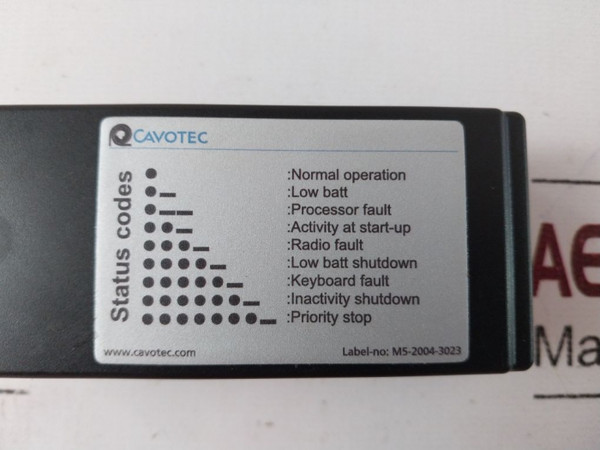 CAVOTEC
Status codes
● :Normal operation
● — :Low batt
● — — :Processor fault
● ● — :Activity at start-up
● ● ● — :Radio fault
● ● ● ● — :Low batt shutdown
● ● ● ● ● — :Keyboard fault
● ● ● ● ● ● — :Inactivity shutdown
● ● ● ● ● ● ● — :Priority stop
www.cavotec.com Label-no: M5-2004-3023
Ma